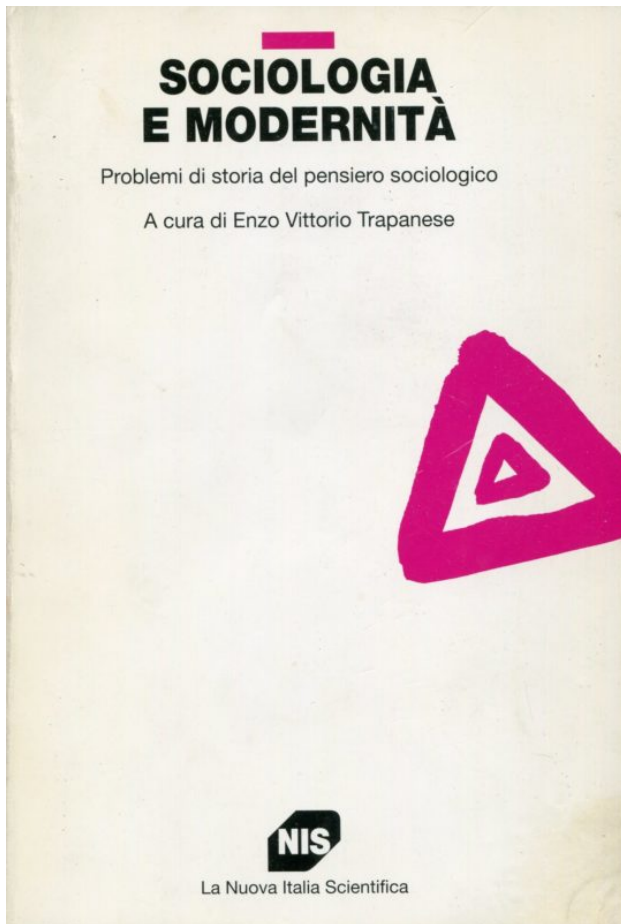 SOCIOLOGIA
E MODERNITÀ
Problemi di storia del pensiero sociologico
A cura di Enzo Vittorio Trapanese
NIS
La Nuova Italia Scientifica